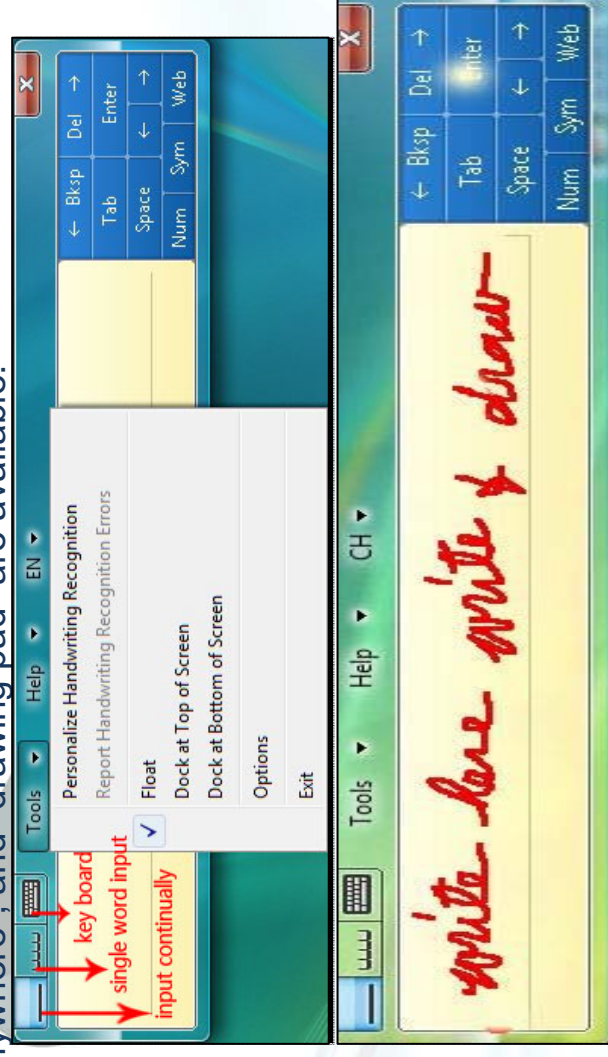 ywhere", and "drawing pad" are available.
Tools Help EN
Personalize Handwriting Recognition
Report Handwriting Recognition Errors
Float
Dock at Top of Screen
Dock at Bottom of Screen
Options
Exit
key board
single word input
input continually
← Bksp Del →
Tab Enter
Space ← →
Num Sym Web
Tools Help CH
write here write & draw
← Bksp Del →
Tab Enter
Space ← →
Num Sym Web